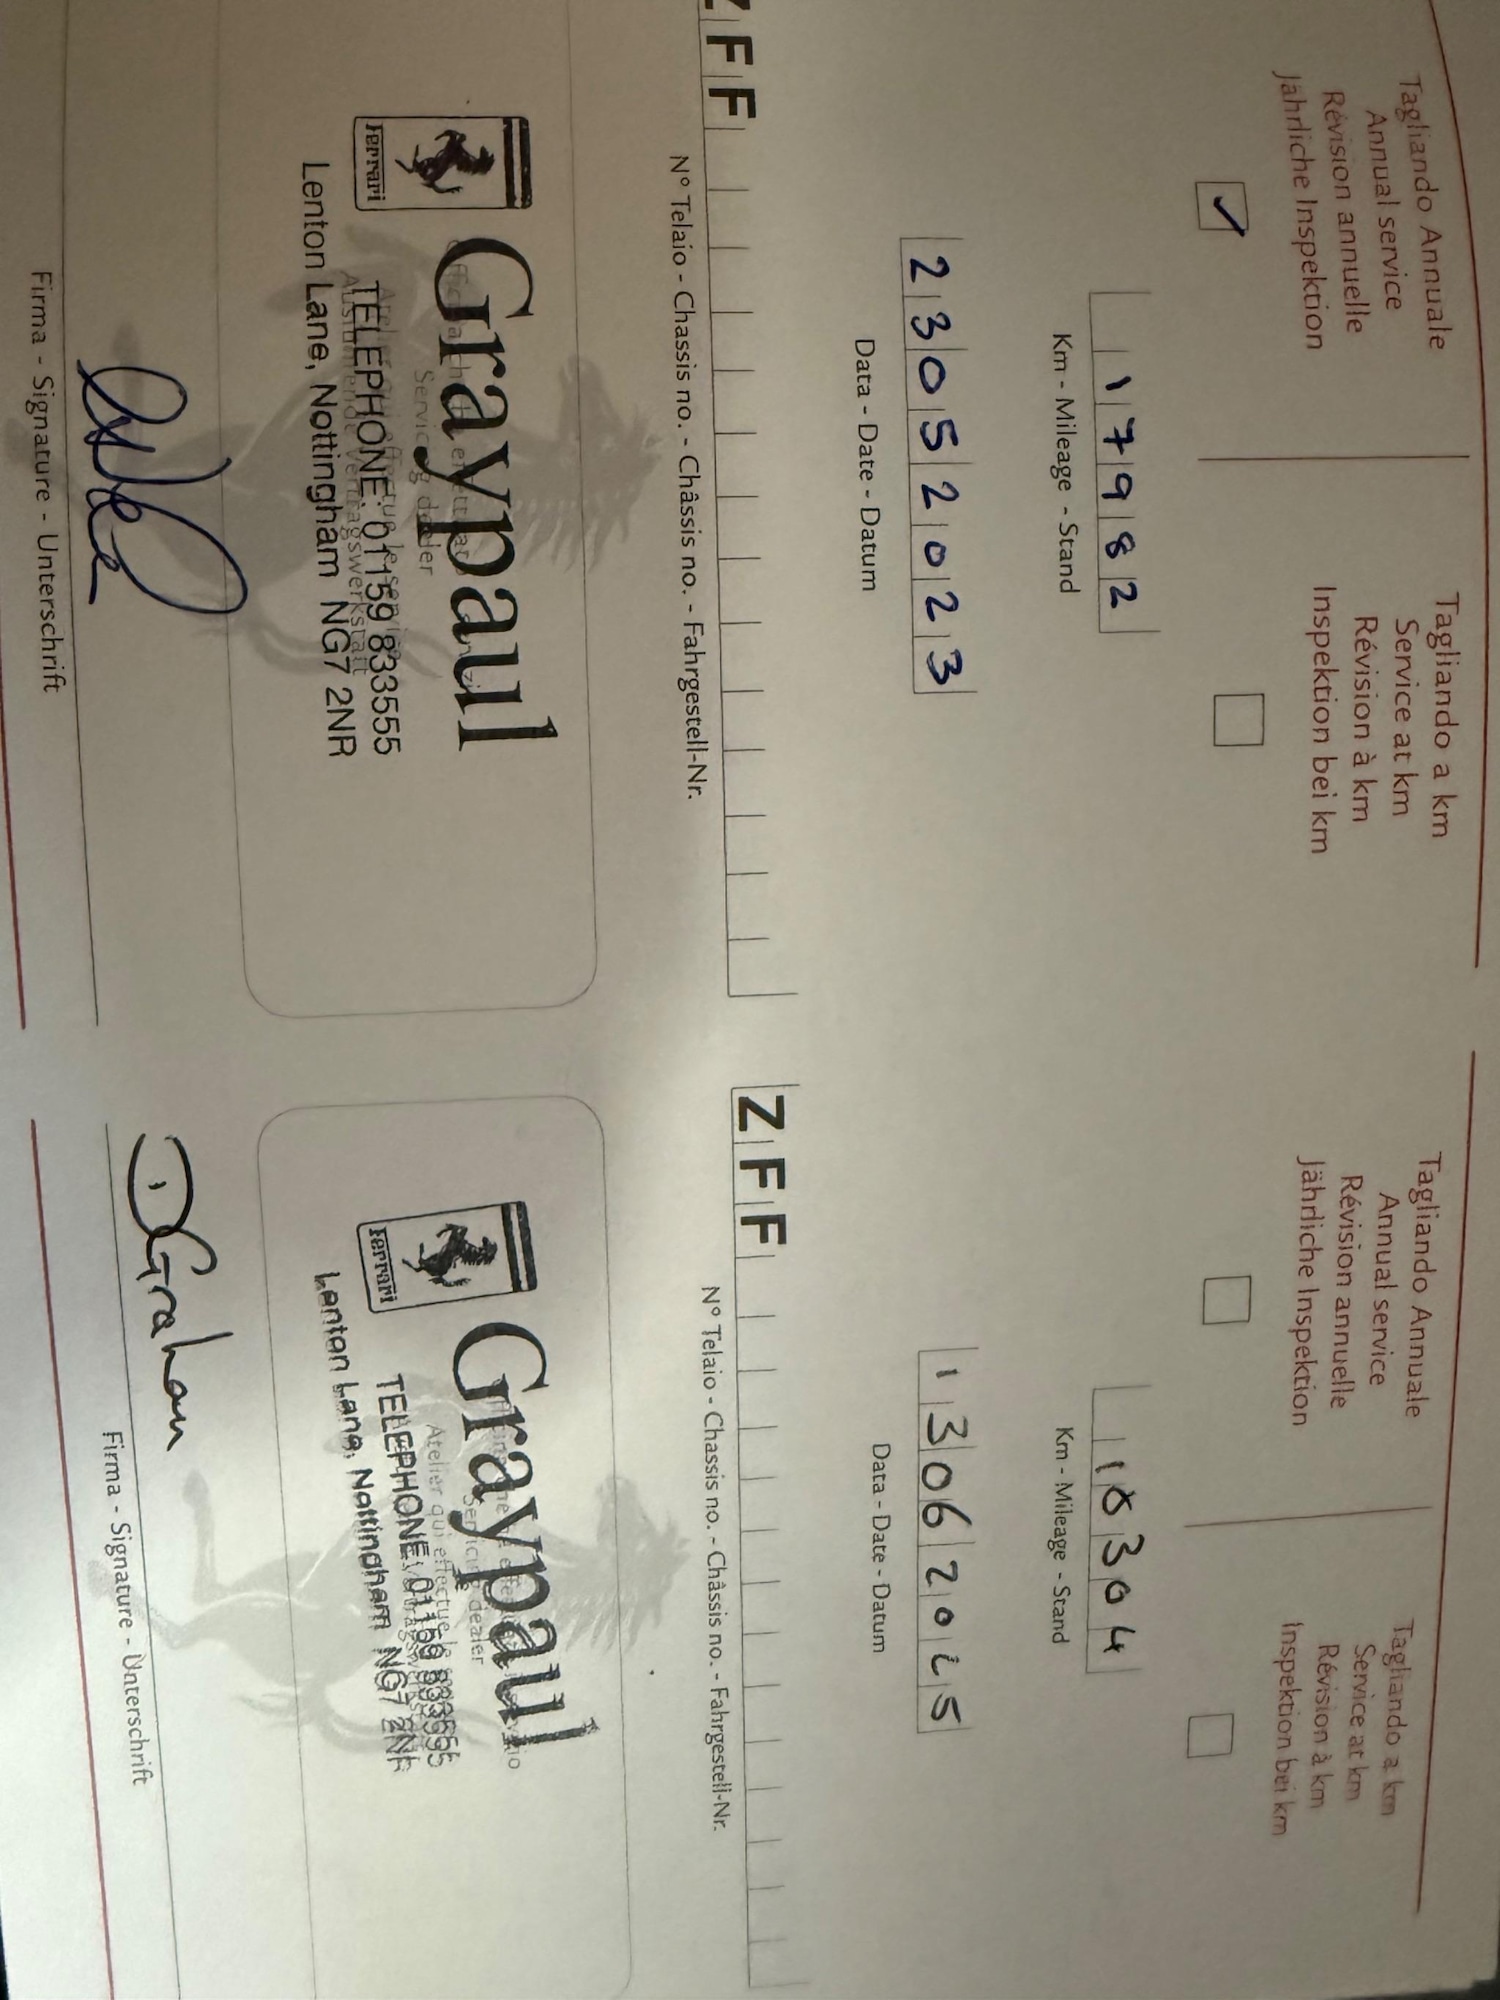 Tagliando Annuale
Annual service
Révision annuelle
Jährliche Inspektion
Tagliando a km
Service at km
Révision à km
Inspektion bei km
17982
Km - Mileage - Stand
23052023
Data - Date - Datum
ZFF
N° Telaio - Chassis no. - Châssis no. - Fahrgestell-Nr.
Ferrari
Graypaul
Servicing dealer
TELEPHONE: 01159 833555
Lenton Lane, Nottingham NG7 2NR
Firma - Signature - Unterschrift
Tagliando Annuale
Annual service
Révision annuelle
Jährliche Inspektion
Tagliando a km
Service at km
Révision à km
Inspektion bei km
18304
Km - Mileage - Stand
13062025
Data - Date - Datum
ZFF
N° Telaio - Chassis no. - Châssis no. - Fahrgestell-Nr.
Ferrari
Graypaul
Servicing dealer
Atelier qui effectue le
TELEPHONE: 01159 833555
Lenton Lane, Nottingham NG7 2NR
D Graham
Firma - Signature - Unterschrift